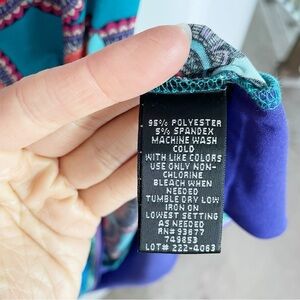 95% POLYESTER
5% SPANDEX
MACHINE WASH
COLD
WITH LIKE COLORS
USE ONLY NON-
CHLORINE
BLEACH WHEN
NEEDED
TUMBLE DRY LOW
IRON ON
LOWEST SETTING
AS NEEDED
RN# 93677
749853
LOT# 222-4063